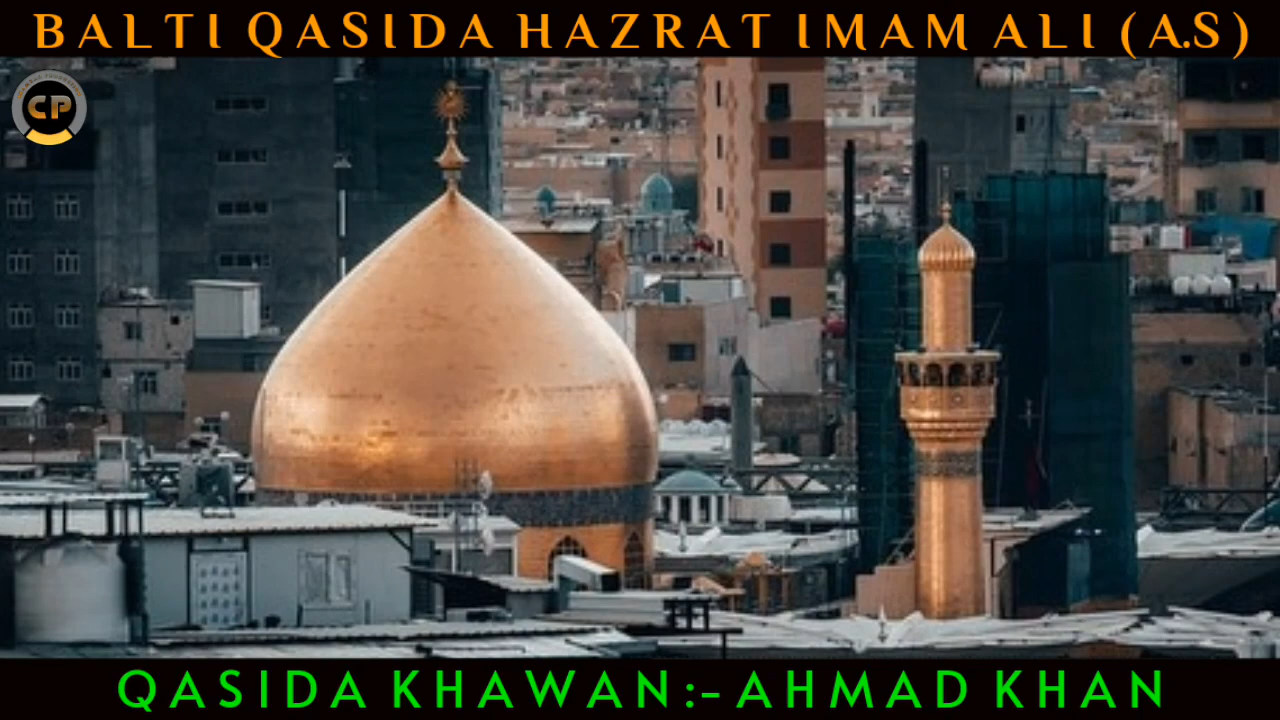 BALTI QASIDA HAZRAT IMAM ALI (A.S)
CP
QASIDA KHAWAN:- AHMAD KHAN